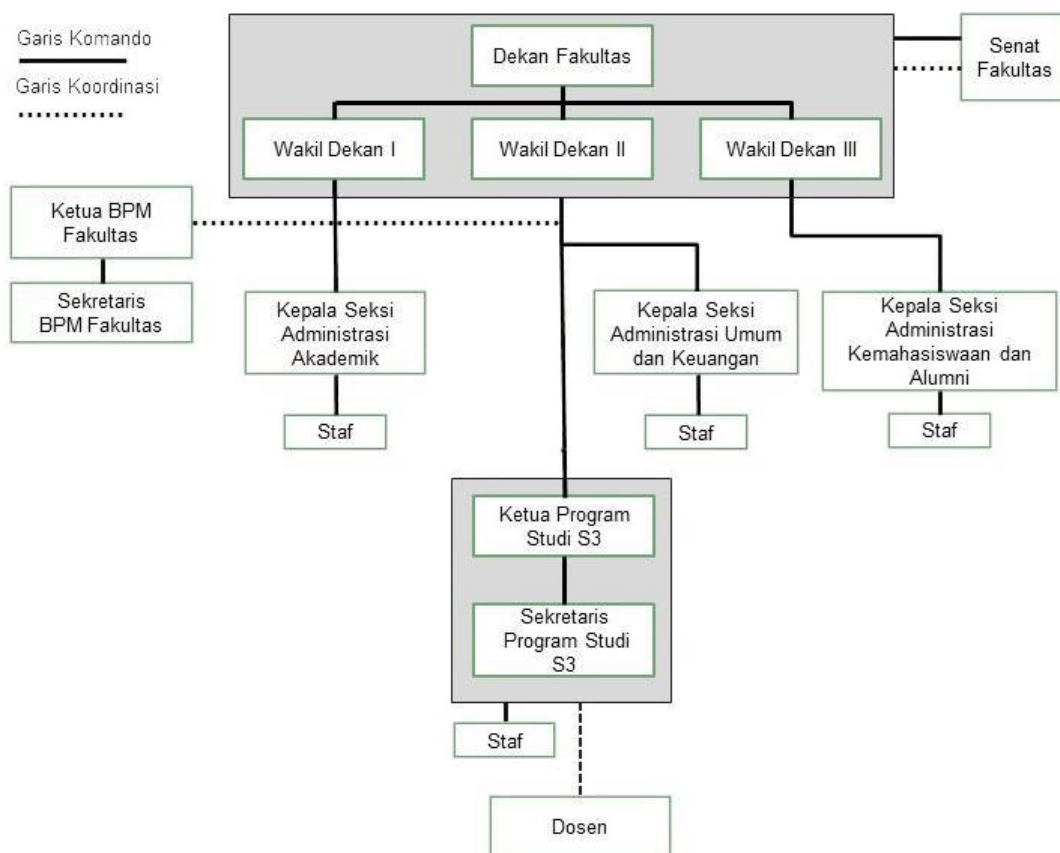 Garis Komando
Garis Koordinasi
Dekan Fakultas
Senat
Fakultas
Wakil Dekan I
Wakil Dekan II
Wakil Dekan III
Ketua BPM
Fakultas
Sekretaris
BPM Fakultas
Kepala Seksi
Administrasi
Akademik
Kepala Seksi
Administrasi Umum
dan Keuangan
Kepala Seksi
Administrasi
Kemahasiswaan dan
Alumni
Staf
Staf
Staf
Ketua Program
Studi S3
Sekretaris
Program Studi
S3
Staf
Dosen